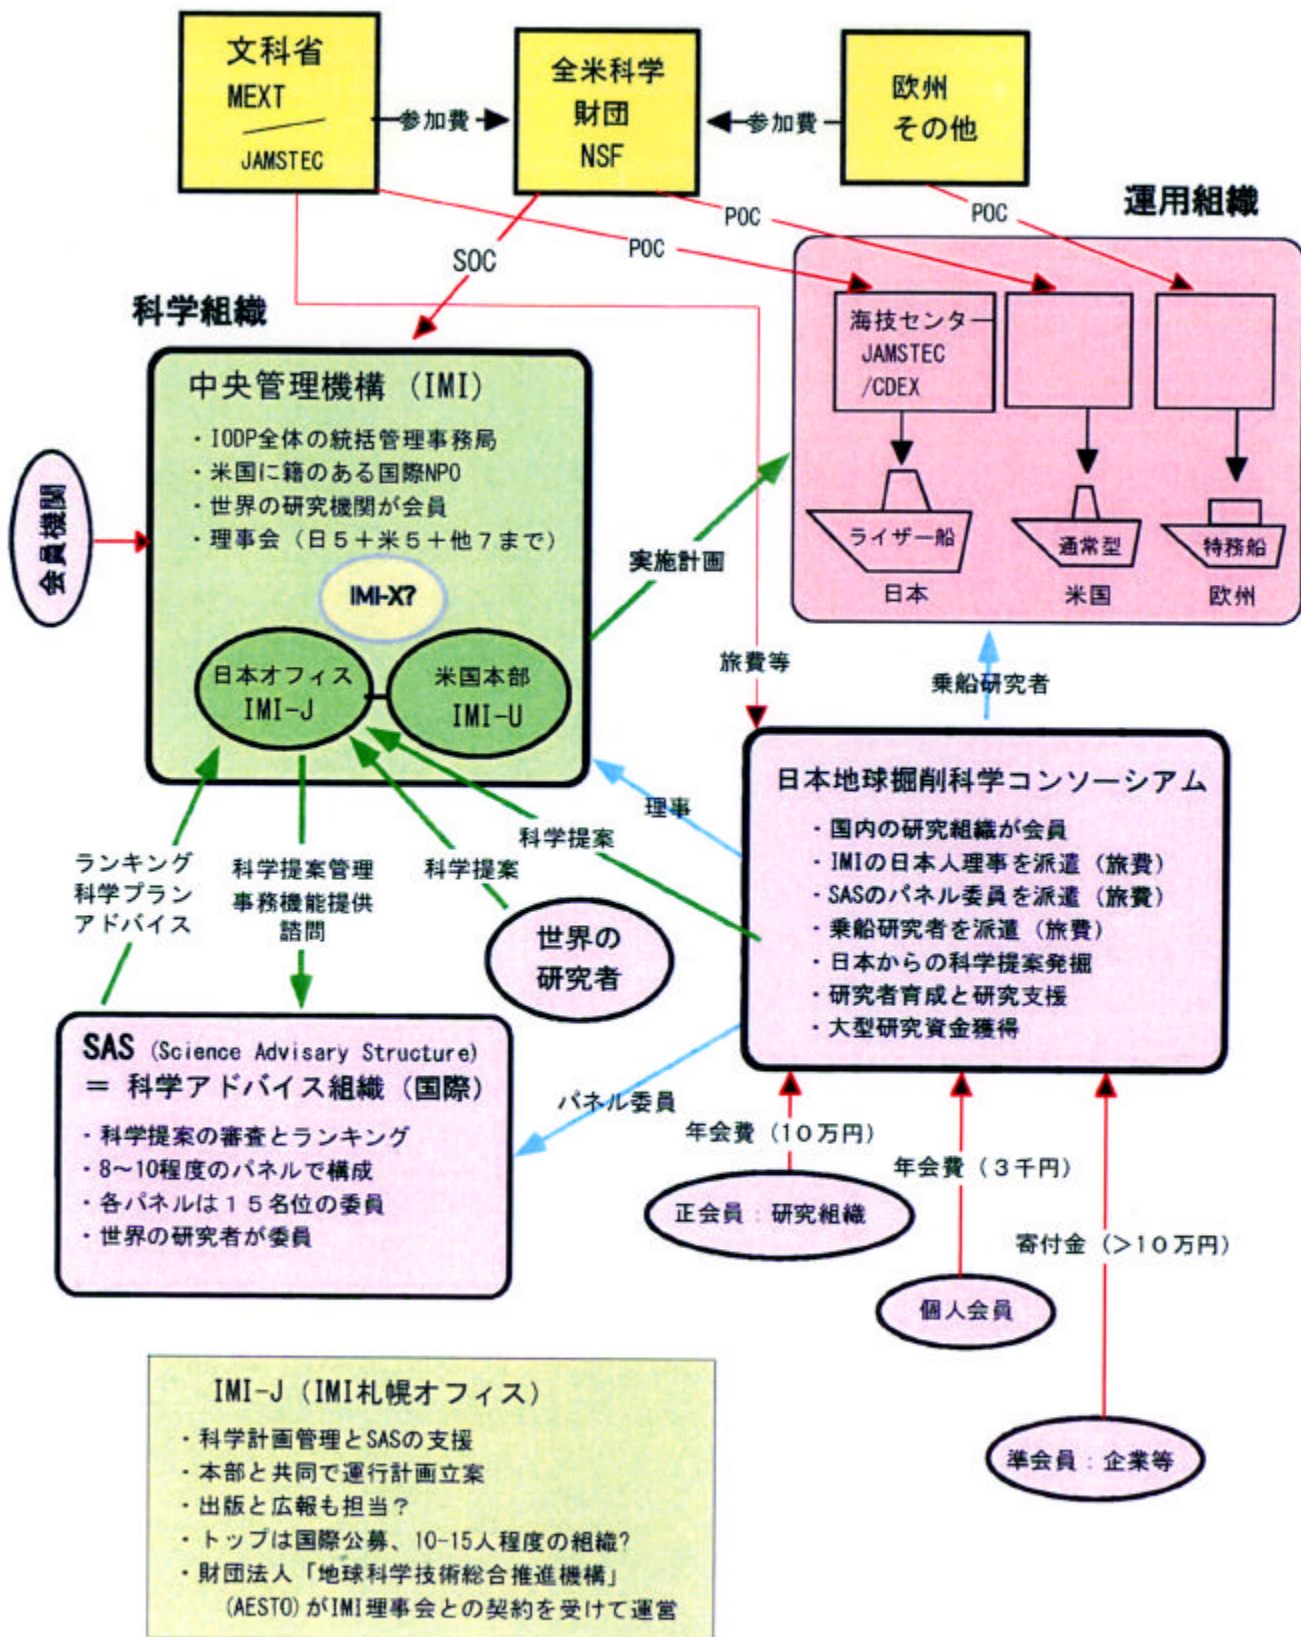 文科省
MEXT
JAMSTEC
参加費
全米科学
財団
NSF
参加費
欧州
その他
SOC
POC
POC
POC
運用組織
海技センター
JAMSTEC
/CDEX
ライザー船
通常型
特務船
日本
米国
欧州
科学組織
中央管理機構（IMI）
・IODP全体の統括管理事務局
・米国に籍のある国際NPO
・世界の研究機関が会員
・理事会（日５＋米５＋他７まで）
IMI-X?
日本オフィス
IMI-J
米国本部
IMI-U
会員機関
実施計画
旅費等
乗船研究者
理事
科学提案
科学提案
ランキング
科学プラン
アドバイス
科学提案管理
事務機能提供
諮問
世界の
研究者
日本地球掘削科学コンソーシアム
・国内の研究組織が会員
・IMIの日本人理事を派遣（旅費）
・SASのパネル委員を派遣（旅費）
・乗船研究者を派遣（旅費）
・日本からの科学提案発掘
・研究者育成と研究支援
・大型研究資金獲得
SAS (Science Advisary Structure)
＝ 科学アドバイス組織（国際）
・科学提案の審査とランキング
・8～10程度のパネルで構成
・各パネルは１５名位の委員
・世界の研究者が委員
パネル委員
年会費（10万円）
年会費（３千円）
寄付金（＞１０万円）
正会員：研究組織
個人会員
準会員：企業等
IMI-J（IMI札幌オフィス）
・科学計画管理とSASの支援
・本部と共同で運行計画立案
・出版と広報も担当？
・トップは国際公募、10-15人程度の組織?
・財団法人「地球科学技術総合推進機構」
(AESTO)がIMI理事会との契約を受けて運営